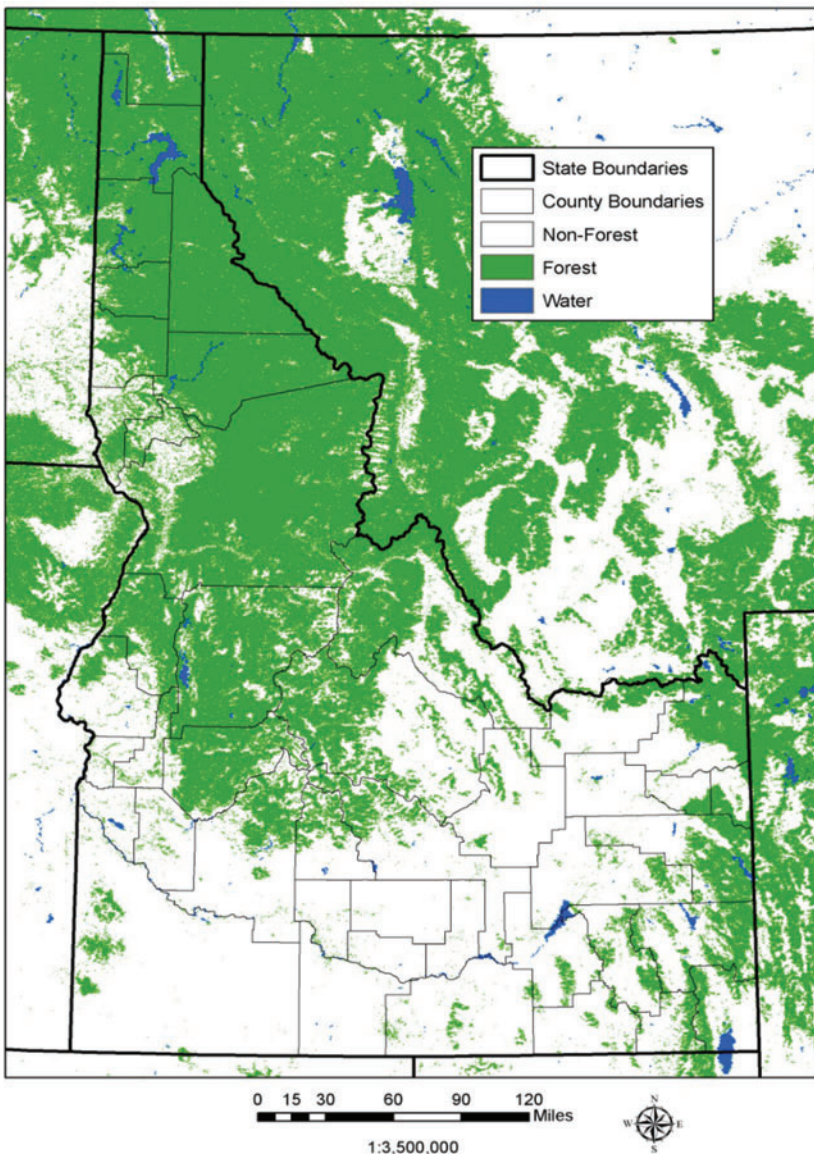 State Boundaries
County Boundaries
Non-Forest
Forest
Water
0 15 30 60 90 120
Miles
1:3,500,000
N
W E
S